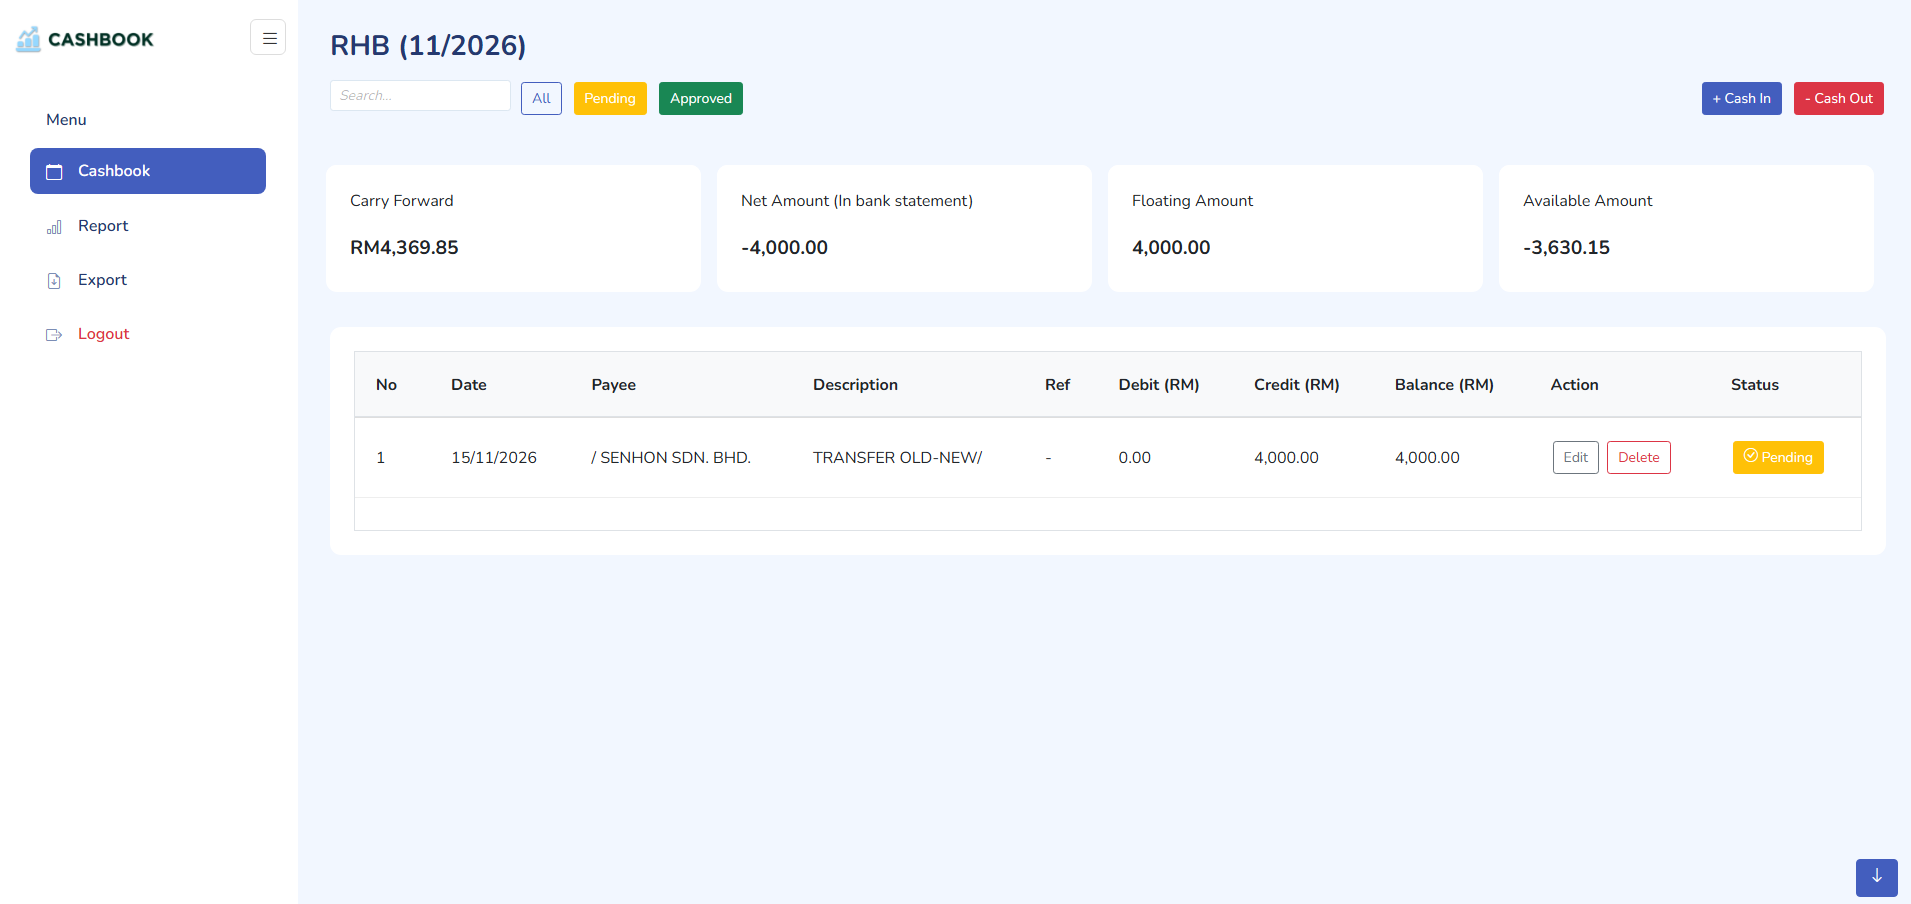 CASHBOOK
Menu
Cashbook
Report
Export
Logout
RHB (11/2026)
Search...
All
Pending
Approved
+ Cash In
- Cash Out
Carry Forward
RM4,369.85
Net Amount (In bank statement)
-4,000.00
Floating Amount
4,000.00
Available Amount
-3,630.15
No Date Payee Description Ref Debit (RM) Credit (RM) Balance (RM) Action Status
1 15/11/2026 / SENHON SDN. BHD. TRANSFER OLD-NEW/ - 0.00 4,000.00 4,000.00 Edit Delete Pending